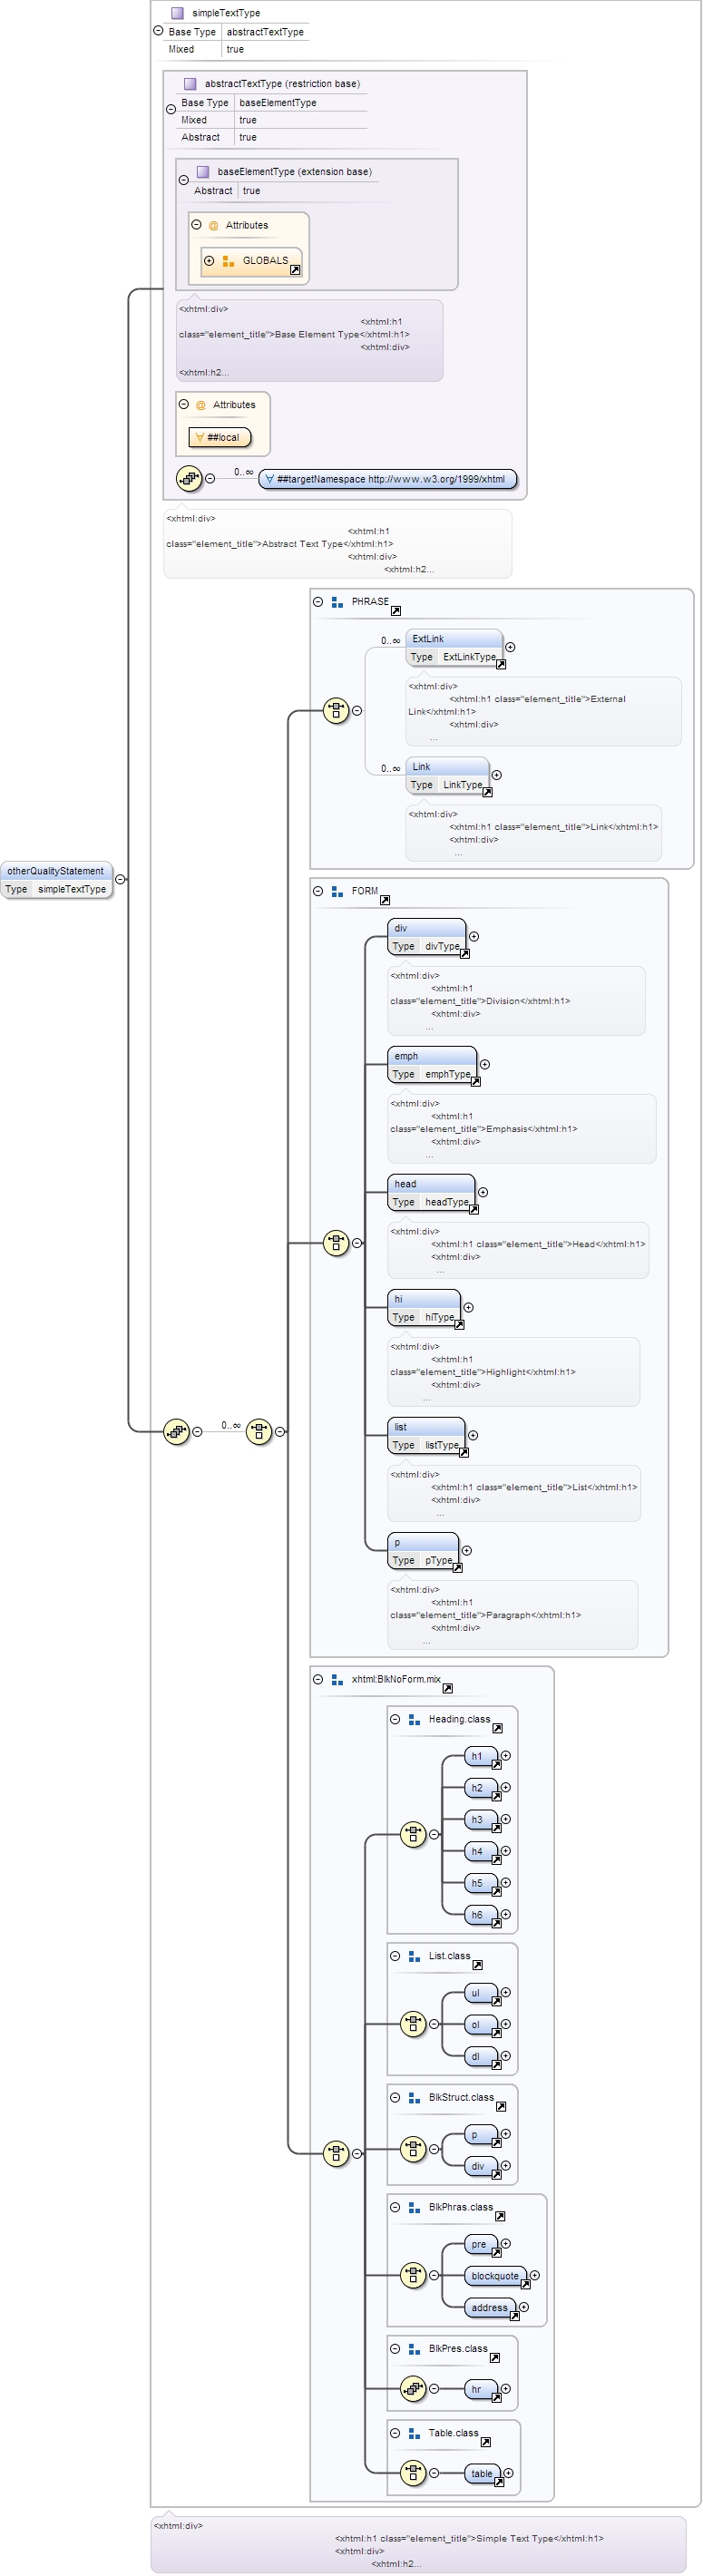 simpleTextType
Base Type abstractTextType
Mixed true
abstractTextType (restriction base)
Base Type baseElementType
Mixed true
Abstract true
baseElementType (extension base)
Abstract true
@ Attributes
GLOBALS
<xhtml:div>
<xhtml:h1
class="element_title">Base Element Type</xhtml:h1>
<xhtml:div>
<xhtml:h2...
@ Attributes
∀ ##local
0..∞ ∀ ##targetNamespace http://www.w3.org/1999/xhtml
<xhtml:div>
<xhtml:h1
class="element_title">Abstract Text Type</xhtml:h1>
<xhtml:div>
<xhtml:h2...
PHRASE
0..∞ ExtLink
Type ExtLinkType
<xhtml:div>
<xhtml:h1 class="element_title">External
Link</xhtml:h1>
<xhtml:div>
...
0..∞ Link
Type LinkType
<xhtml:div>
<xhtml:h1 class="element_title">Link</xhtml:h1>
<xhtml:div>
...
otherQualityStatement
Type simpleTextType
FORM
div
Type divType
<xhtml:div>
<xhtml:h1
class="element_title">Division</xhtml:h1>
<xhtml:div>
...
emph
Type emphType
<xhtml:div>
<xhtml:h1
class="element_title">Emphasis</xhtml:h1>
<xhtml:div>
...
head
Type headType
<xhtml:div>
<xhtml:h1 class="element_title">Head</xhtml:h1>
<xhtml:div>
...
hi
Type hiType
<xhtml:div>
<xhtml:h1
class="element_title">Highlight</xhtml:h1>
<xhtml:div>
...
0..∞
list
Type listType
<xhtml:div>
<xhtml:h1 class="element_title">List</xhtml:h1>
<xhtml:div>
...
p
Type pType
<xhtml:div>
<xhtml:h1
class="element_title">Paragraph</xhtml:h1>
<xhtml:div>
...
xhtml:BlkNoForm.mix
Heading.class
h1
h2
h3
h4
h5
h6
List.class
ul
ol
dl
BlkStruct.class
p
div
BlkPhras.class
pre
blockquote
address
BlkPres.class
hr
Table.class
table
<xhtml:div>
<xhtml:h1 class="element_title">Simple Text Type</xhtml:h1>
<xhtml:div>
<xhtml:h2...